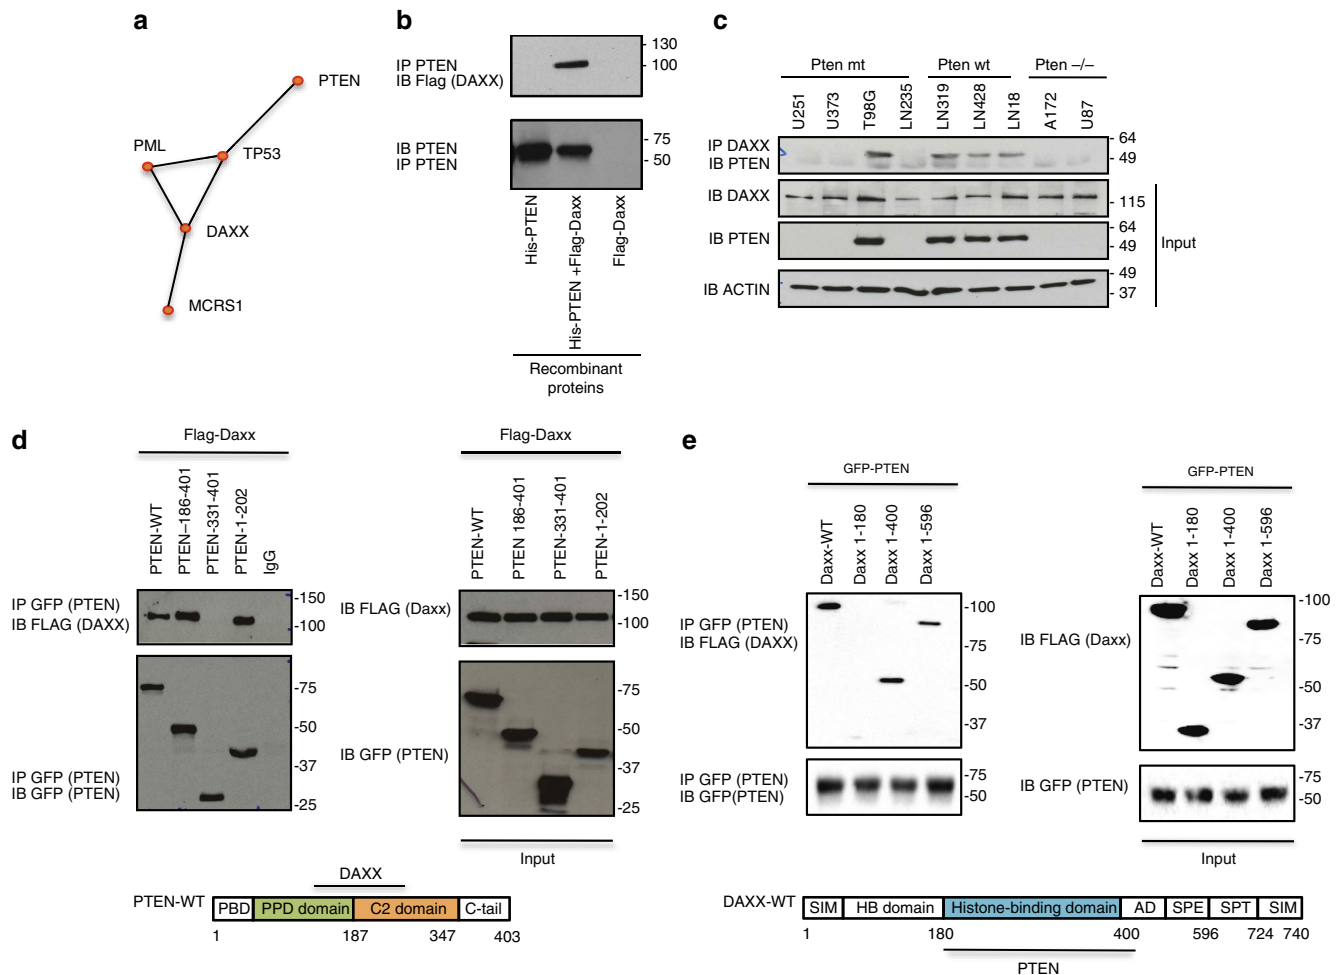 a
PTEN
PML
TP53
DAXX
MCRS1
b
IP PTEN
IB Flag (DAXX)
- 130
- 100
IB PTEN
IP PTEN
- 75
- 50
His-PTEN
His-PTEN +Flag-Daxx
Flag-Daxx
Recombinant
proteins
c
Pten mt
Pten wt
Pten –/–
U251
U373
T98G
LN235
LN319
LN428
LN18
A172
U87
IP DAXX
IB PTEN
- 64
- 49
IB DAXX
- 115
IB PTEN
- 64
- 49
IB ACTIN
- 49
- 37
Input
d
Flag-Daxx
PTEN-WT
PTEN–186-401
PTEN-331-401
PTEN-1-202
IgG
IP GFP (PTEN)
IB FLAG (DAXX)
-150
-100
-75
-50
-37
-25
IP GFP (PTEN)
IB GFP (PTEN)
Flag-Daxx
PTEN-WT
PTEN 186-401
PTEN-331-401
PTEN-1-202
IB FLAG (Daxx)
-150
-100
IB GFP (PTEN)
-75
-50
-37
-25
Input
DAXX
PTEN-WT
PBD PPD domain C2 domain C-tail
1 187 347 403
e
GFP-PTEN
Daxx-WT
Daxx 1-180
Daxx 1-400
Daxx 1-596
IP GFP (PTEN)
IB FLAG (DAXX)
-100
-75
-50
-37
IP GFP (PTEN)
IB GFP(PTEN)
-75
-50
GFP-PTEN
Daxx-WT
Daxx 1-180
Daxx 1-400
Daxx 1-596
IB FLAG (Daxx)
-100
-75
-50
-37
IB GFP (PTEN)
-75
-50
Input
DAXX-WT
SIM HB domain Histone-binding domain AD SPE SPT SIM
1 180 400 596 724 740
PTEN